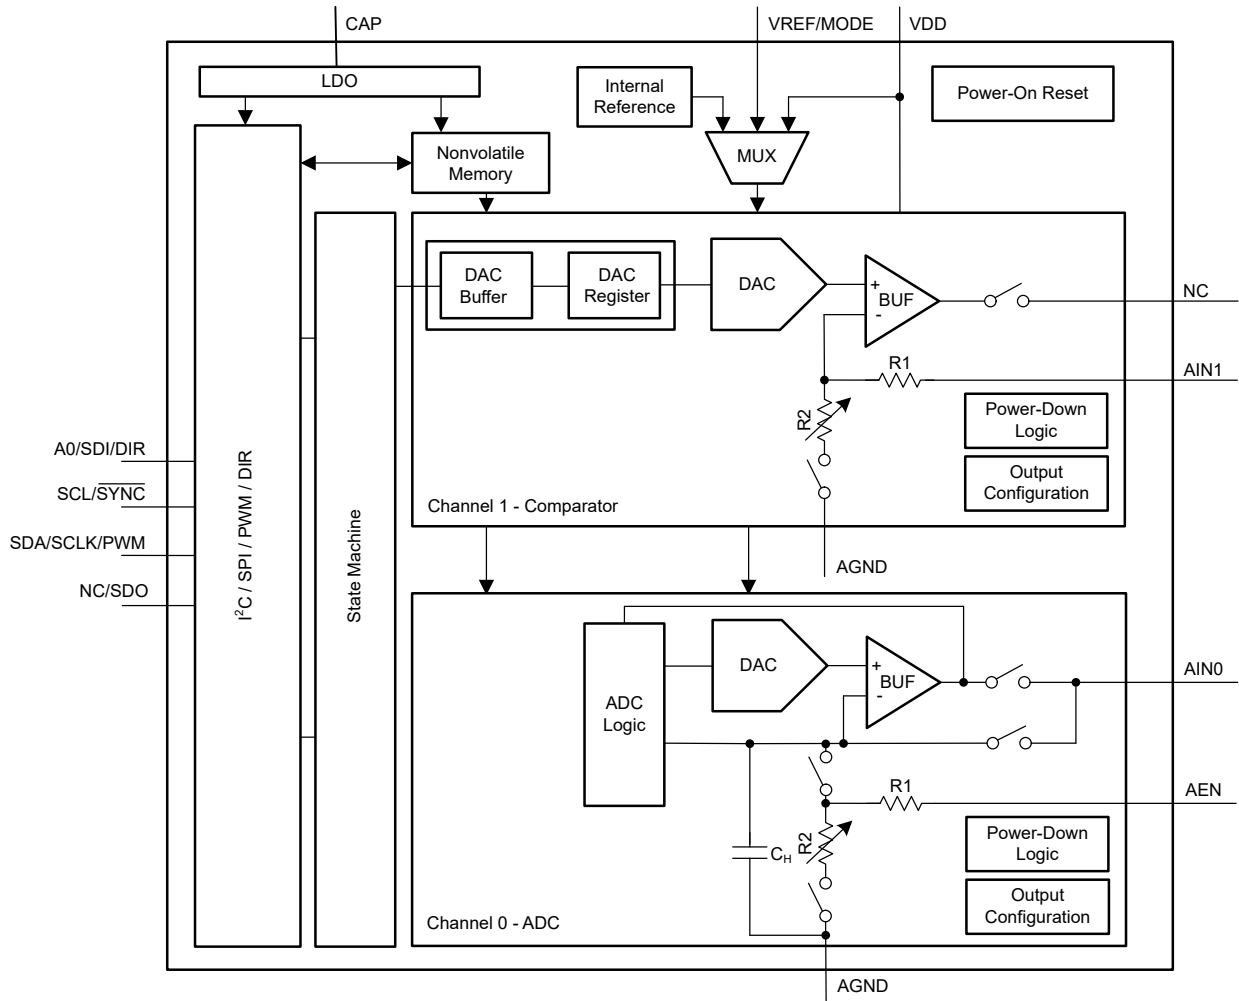 CAP
VREF/MODE
VDD
LDO
Internal
Reference
Power-On Reset
Nonvolatile
Memory
MUX
DAC
Buffer
DAC
Register
DAC
+
BUF
-
NC
R1
AIN1
R2
Power-Down
Logic
Output
Configuration
Channel 1 - Comparator
AGND
A0/SDI/DIR
SCL/SYNC
SDA/SCLK/PWM
NC/SDO
I²C / SPI / PWM / DIR
State Machine
ADC
Logic
DAC
+
BUF
-
AIN0
R1
AEN
R2
CH
Power-Down
Logic
Output
Configuration
Channel 0 - ADC
AGND